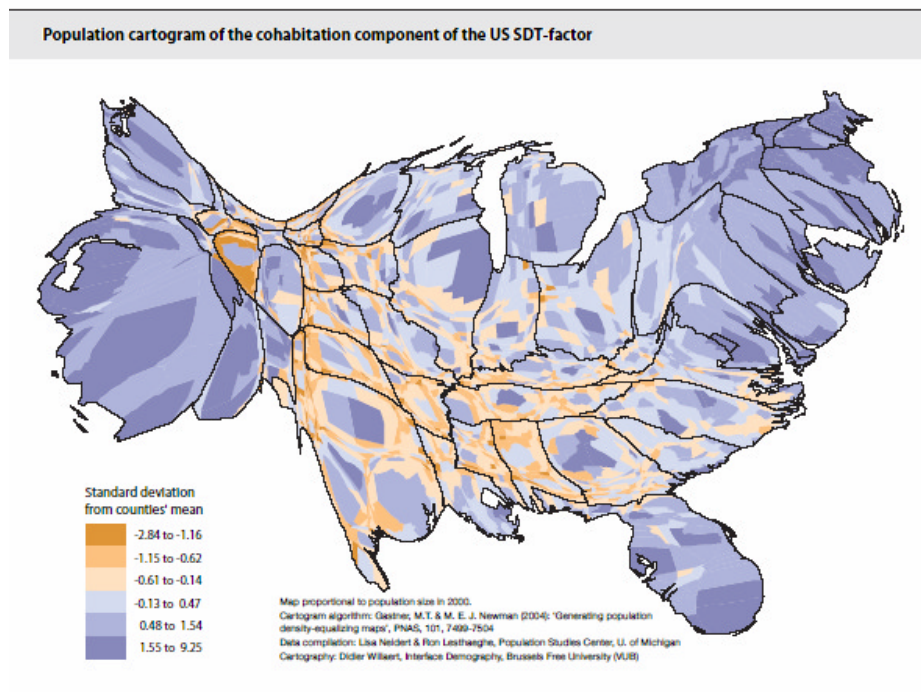 Population cartogram of the cohabitation component of the US SDT-factor
Standard deviation
from counties' mean
-2.84 to -1.16
-1.15 to -0.62
-0.61 to -0.14
-0.13 to 0.47
0.48 to 1.54
1.55 to 9.25
Map proportional to population size in 2000.
Cartogram algorithm: Gastner, M.T. & M. E. J. Newman (2004): 'Generating population
density-equalizing maps', PNAS, 101, 7499-7504
Data compilation: Lisa Neidert & Ron Lesthaeghe, Population Studies Center, U. of Michigan
Cartography: Didier Willaert, Interface Demography, Brussels Free University (VUB)